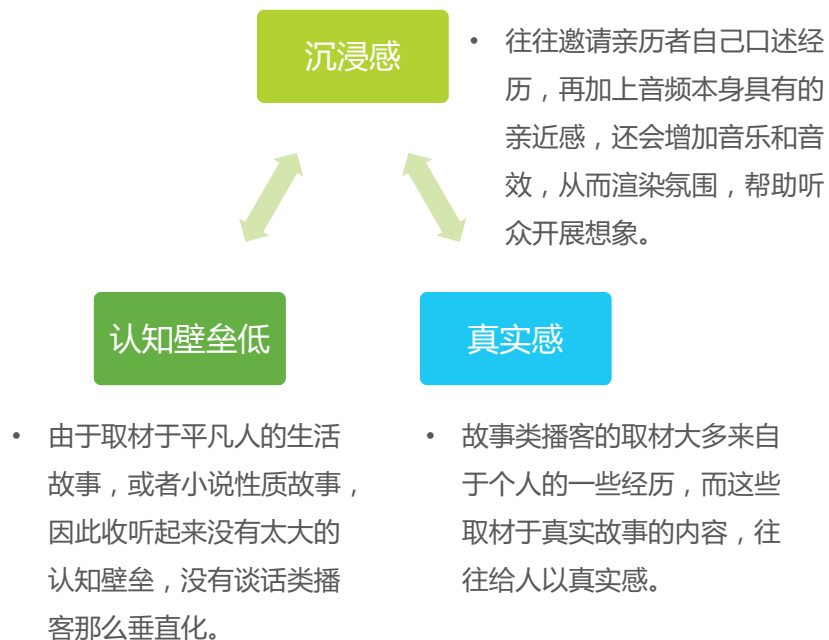 沉浸感
• 往往邀请亲历者自己口述经
历，再加上音频本身具有的
亲近感，还会增加音乐和音
效，从而渲染氛围，帮助听
众开展想象。
认知壁垒低
• 由于取材于平凡人的生活
故事，或者小说性质故事，
因此收听起来没有太大的
认知壁垒，没有谈话类播
客那么垂直化。
真实感
• 故事类播客的取材大多来自
于个人的一些经历，而这些
取材于真实故事的内容，往
往给人以真实感。